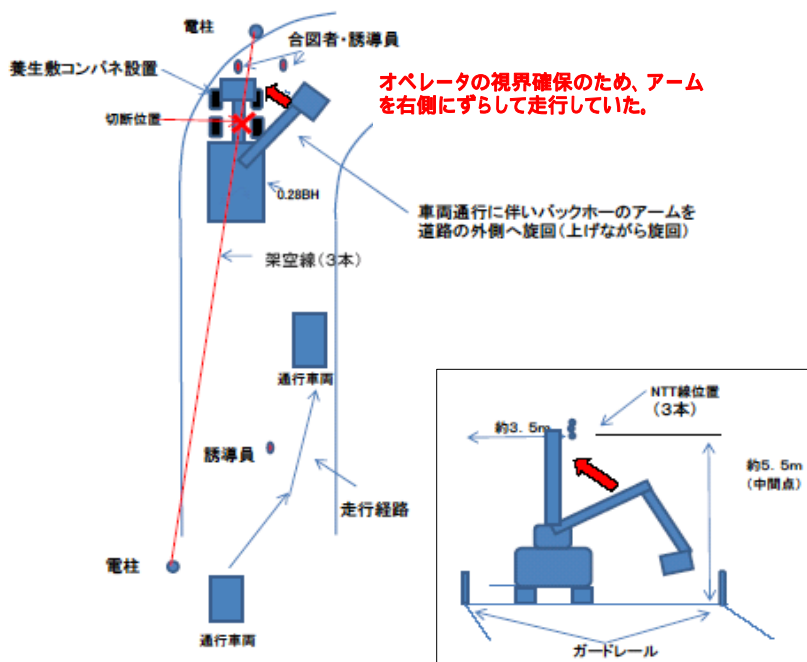 電柱
合図者・誘導員
養生敷コンパネ設置
オペレータの視界確保のため、アーム
を右側にずらして走行していた。
切断位置
0.28BH
車両通行に伴いバックホーのアームを
道路の外側へ旋回(上げながら旋回)
架空線(3本)
通行車両
誘導員
走行経路
電柱
通行車両
NTT線位置
(3本)
約3.5m
約5.5m
(中間点)
ガードレール